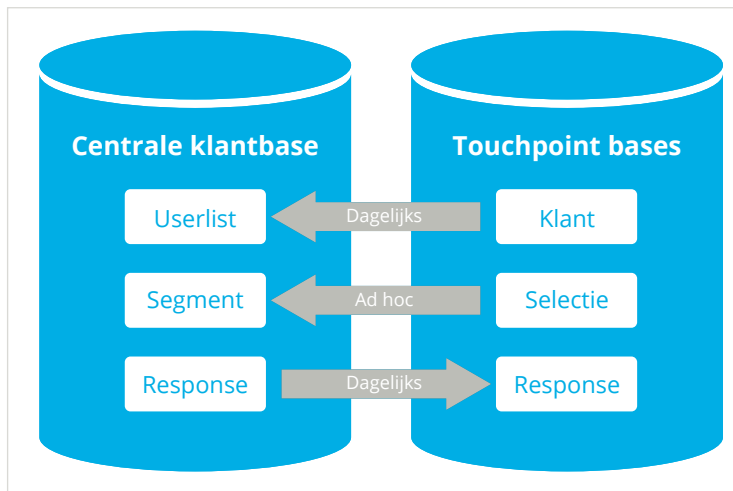 Centrale klantbase
Touchpoint bases
Userlist
Dagelijks
Klant
Segment
Ad hoc
Selectie
Response
Dagelijks
Response